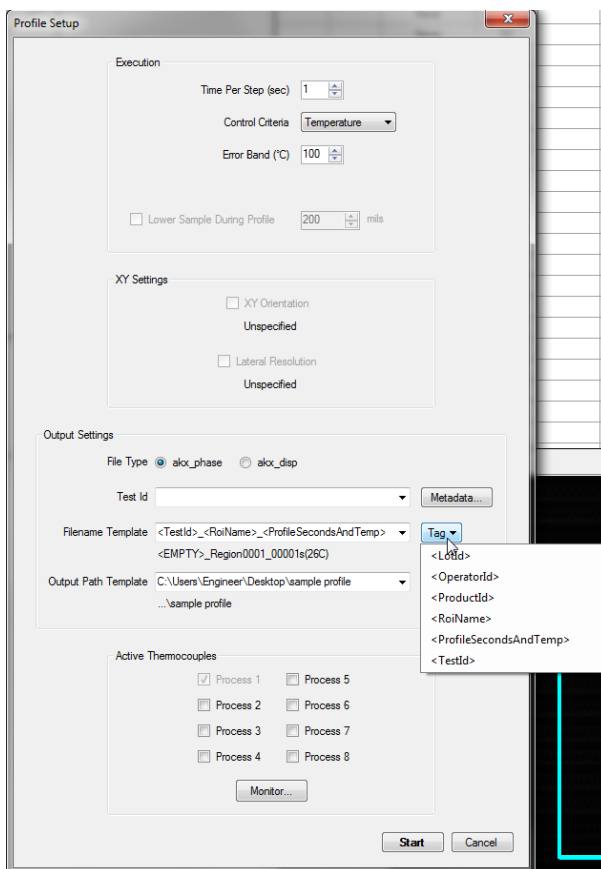 Profile Setup
Execution
Time Per Step (sec) 1
Control Criteria Temperature
Error Band (°C) 100
Lower Sample During Profile 200 mils
XY Settings
XY Orientation
Unspecified
Lateral Resolution
Unspecified
Output Settings
File Type akx_phase akx_disp
Test Id Metadata...
Filename Template <TestId>_<RoiName>_<ProfileSecondsAndTemp> Tag
<EMPTY>_Region0001_00001s(26C)
<LotId>
Output Path Template C:\Users\Engineer\Desktop\sample profile
<OperatorId>
...\sample profile
<ProductId>
<RoiName>
<ProfileSecondsAndTemp>
<TestId>
Active Thermocouples
Process 1 Process 5
Process 2 Process 6
Process 3 Process 7
Process 4 Process 8
Monitor...
Start Cancel